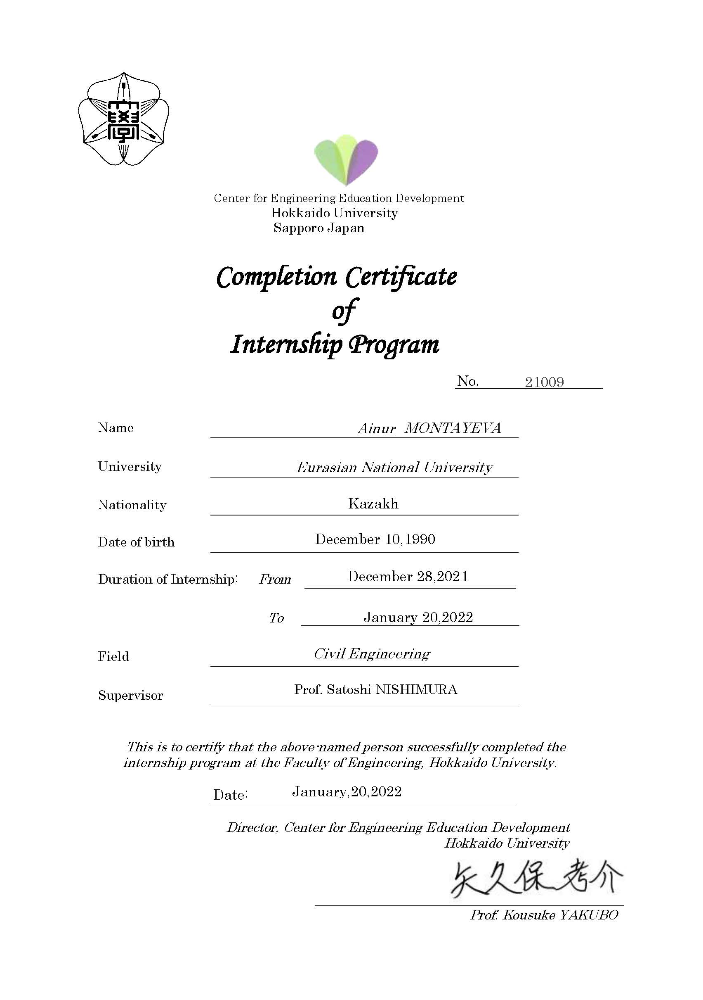 大學
Center for Engineering Education Development
Hokkaido University
Sapporo Japan
Completion Certificate
of
Internship Program
No. 21009
Name Ainur MONTAYEVA
University Eurasian National University
Nationality Kazakh
Date of birth December 10,1990
Duration of Internship: From December 28,2021
To January 20,2022
Field Civil Engineering
Supervisor Prof. Satoshi NISHIMURA
This is to certify that the above-named person successfully completed the
internship program at the Faculty of Engineering, Hokkaido University.
Date: January,20,2022
Director, Center for Engineering Education Development
Hokkaido University
矢久保 考介
Prof. Kousuke YAKUBO